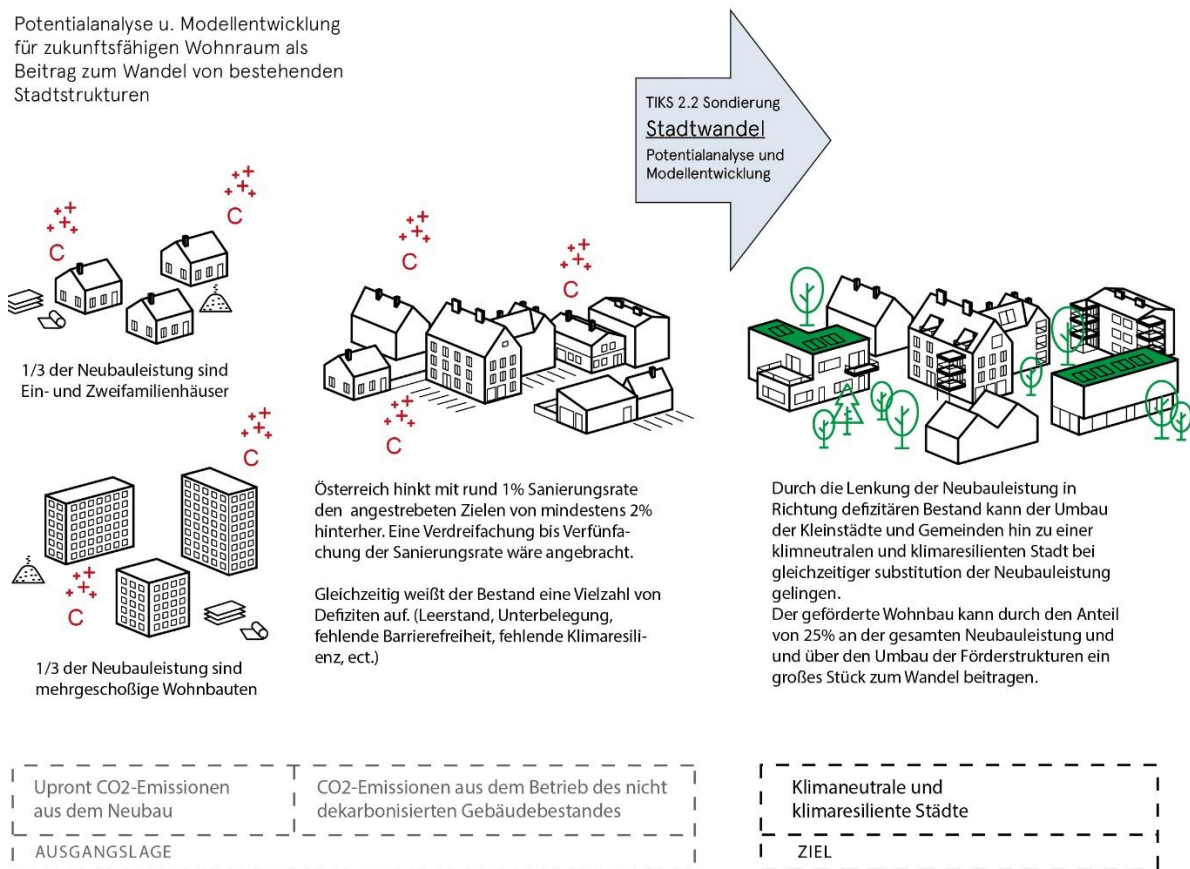 Potentialanalyse u. Modellentwicklung
für zukunftsfähigen Wohnraum als
Beitrag zum Wandel von bestehenden
Stadtstrukturen
TIKS 2.2 Sondierung
Stadtwandel
Potentialanalyse und
Modellentwicklung
C
C
1/3 der Neubauleistung sind
Ein- und Zweifamilienhäuser
C
C
1/3 der Neubauleistung sind
mehrgeschoßige Wohnbauten
C
C
C
Österreich hinkt mit rund 1% Sanierungsrate
den angestrebeten Zielen von mindestens 2%
hinterher. Eine Verdreifachung bis Verfünfa-
chung der Sanierungsrate wäre angebracht.
Gleichzeitig weißt der Bestand eine Vielzahl von
Defiziten auf. (Leerstand, Unterbelegung,
fehlende Barrierefreiheit, fehlende Klimaresili-
enz, ect.)
Durch die Lenkung der Neubauleistung in
Richtung defizitären Bestand kann der Umbau
der Kleinstädte und Gemeinden hin zu einer
klimneutralen und klimaresilienten Stadt bei
gleichzeitiger substitution der Neubauleistung
gelingen.
Der geförderte Wohnbau kann durch den Anteil
von 25% an der gesamten Neubauleistung und
und über den Umbau der Förderstrukturen ein
großes Stück zum Wandel beitragen.
Upront CO2-Emissionen
aus dem Neubau
CO2-Emissionen aus dem Betrieb des nicht
dekarbonisierten Gebäudebestandes
AUSGANGSLAGE
Klimaneutrale und
klimaresiliente Städte
ZIEL